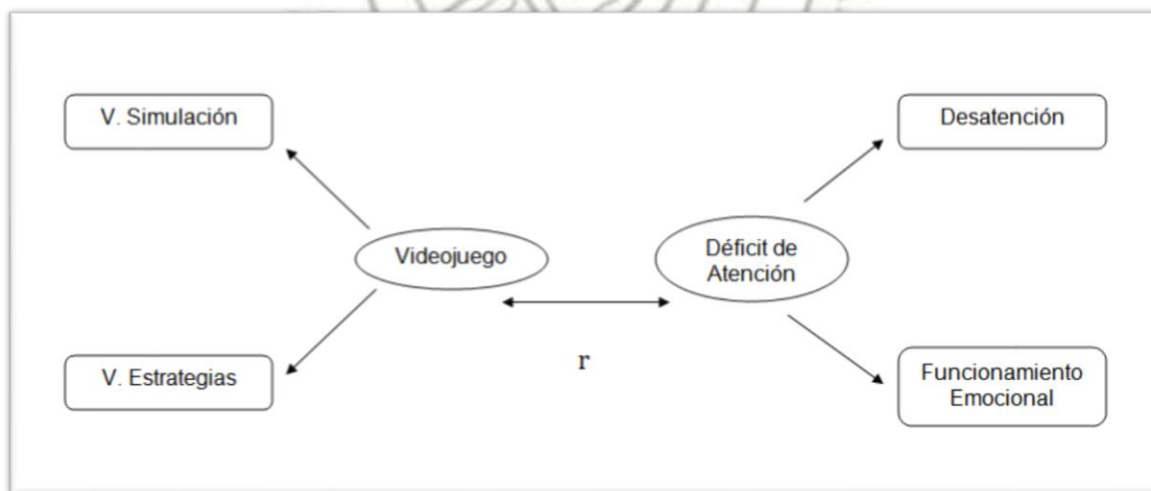 V. Simulación
Desatención
Videojuego
Déficit de
Atención
r
V. Estrategias
Funcionamiento
Emocional